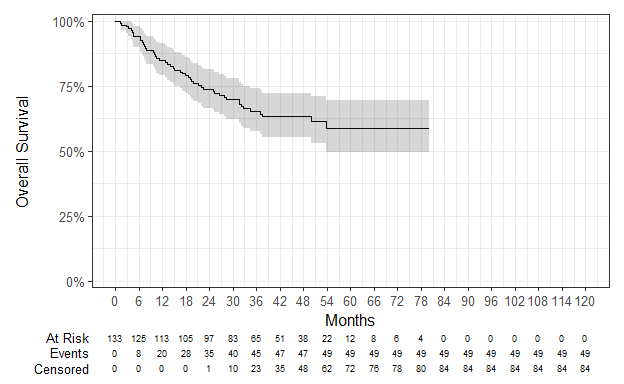 100%
75%
50%
25%
0%
Overall Survival
0 6 12 18 24 30 36 42 48 54 60 66 72 78 84 90 96 102 108 114 120
Months
At Risk 133 125 113 105 97 83 65 51 38 22 12 8 6 4 0 0 0 0 0 0 0
Events 0 8 20 28 35 40 45 47 47 49 49 49 49 49 49 49 49 49 49 49 49
Censored 0 0 0 0 1 10 23 35 48 62 72 76 78 80 84 84 84 84 84 84 84